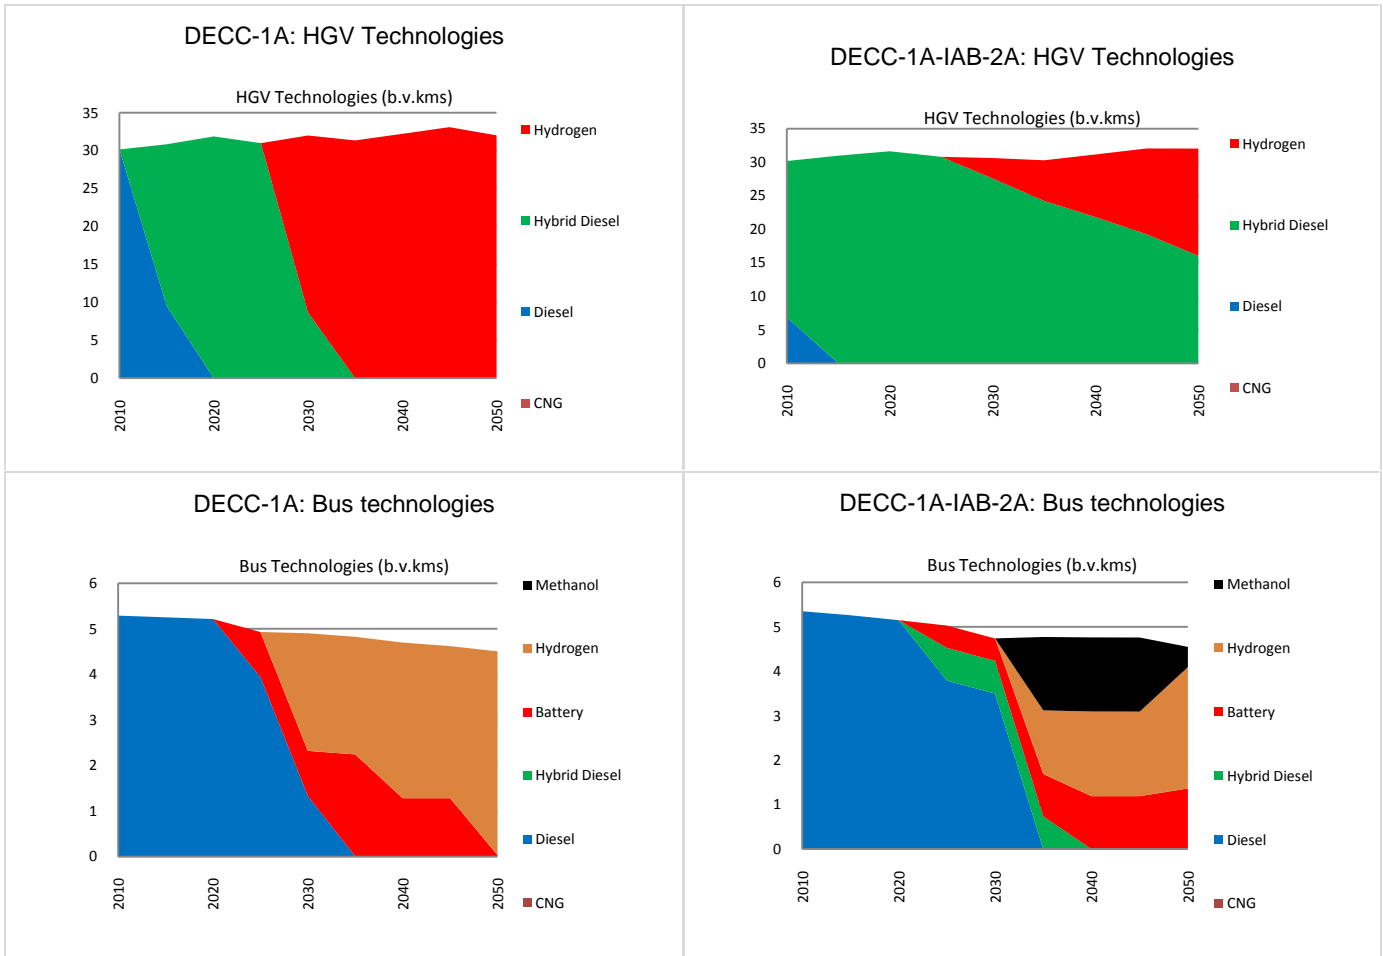 DECC-1A: HGV Technologies
HGV Technologies (b.v.kms)
35
30
25
20
15
10
5
0
2010
2020
2030
2040
2050
Hydrogen
Hybrid Diesel
Diesel
CNG
DECC-1A-IAB-2A: HGV Technologies
HGV Technologies (b.v.kms)
35
30
25
20
15
10
5
0
2010
2020
2030
2040
2050
Hydrogen
Hybrid Diesel
Diesel
CNG
DECC-1A: Bus technologies
Bus Technologies (b.v.kms)
6
5
4
3
2
1
0
2010
2020
2030
2040
2050
Methanol
Hydrogen
Battery
Hybrid Diesel
Diesel
CNG
DECC-1A-IAB-2A: Bus technologies
Bus Technologies (b.v.kms)
6
5
4
3
2
1
0
2010
2020
2030
2040
2050
Methanol
Hydrogen
Battery
Hybrid Diesel
Diesel
CNG